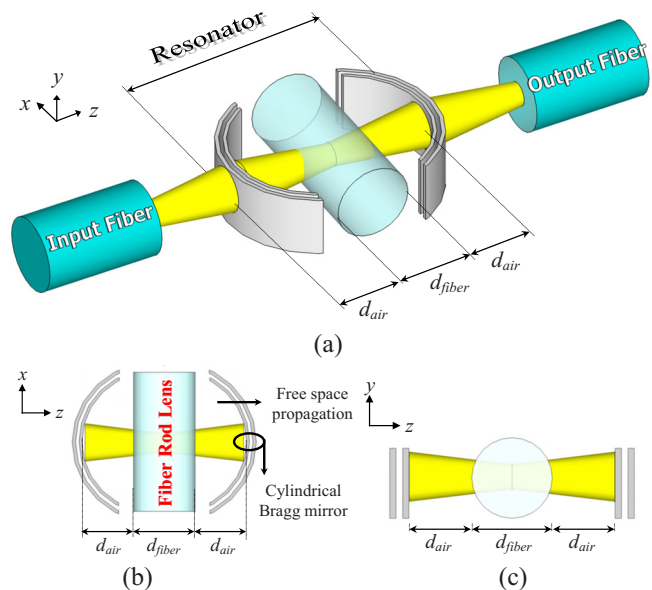 Resonator
Output Fiber
y
x
z
Input Fiber
d_air
d_fiber
d_air
(a)
x
z
Fiber Rod Lens
Free space
propagation
Cylindrical
Bragg mirror
d_air
d_fiber
d_air
(b)
y
z
d_air
d_fiber
d_air
(c)